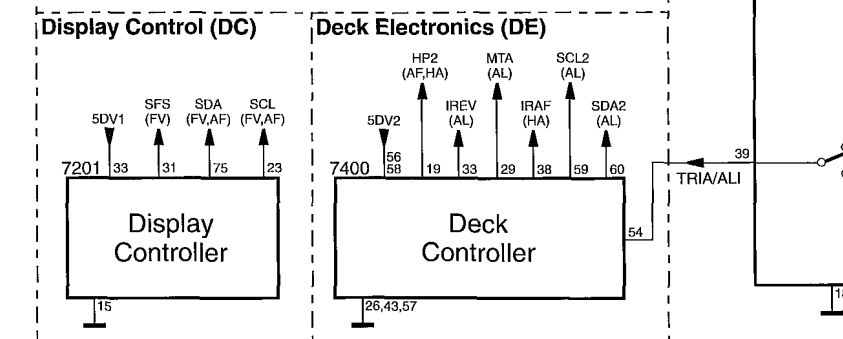 Display Control (DC)
Deck Electronics (DE)
HP2
(AF,HA)
MTA
(AL)
SCL2
(AL)
5DV1
SFS
(FV)
SDA
(FV,AF)
SCL
(FV,AF)
5DV2
IREV
(AL)
IRAF
(HA)
SDA2
(AL)
7201
33
31
75
23
7400
56
58
19
33
29
38
59
60
39
TRIA/ALI
Display
Controller
Deck
Controller
54
15
26,43,57